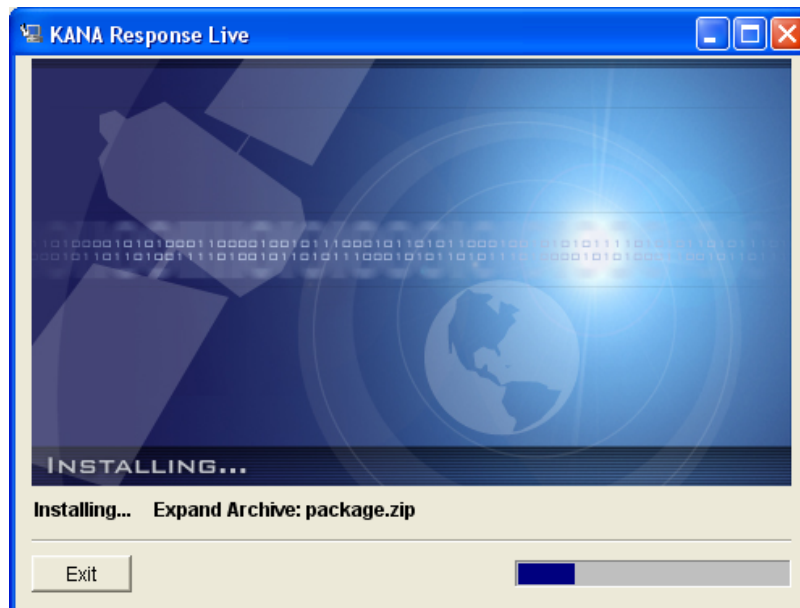 KANA Response Live
INSTALLING...
Installing... Expand Archive: package.zip
Exit